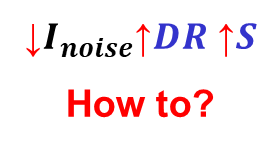 ↓I_noise↑DR ↑S
How to?